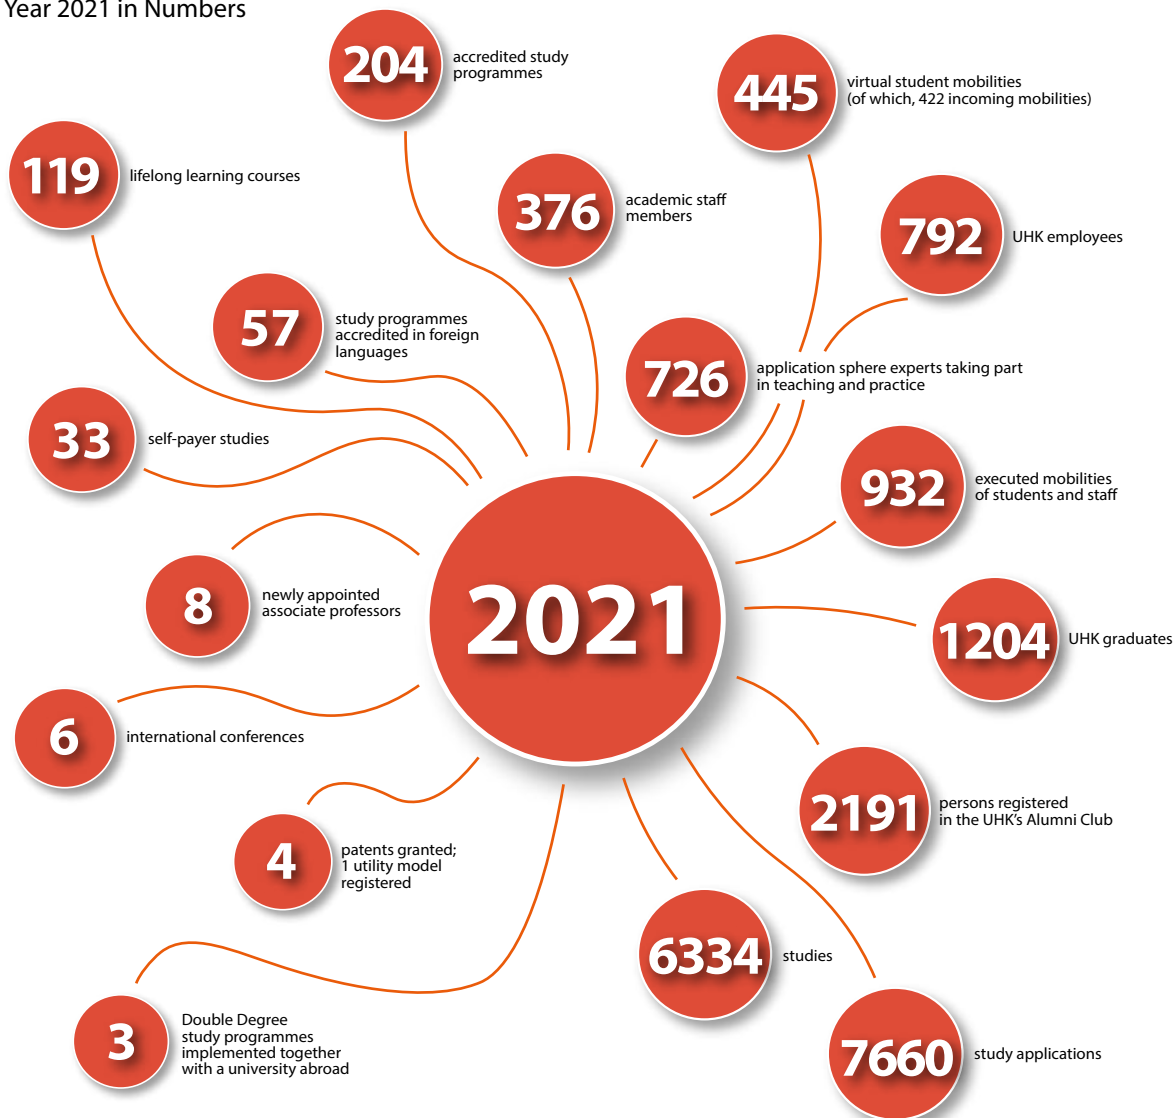 Year 2021 in Numbers
204
accredited study
programmes
445
virtual student mobilities
(of which, 422 incoming mobilities)
119
lifelong learning courses
376
academic staff
members
792
UHK employees
57
study programmes
accredited in foreign
languages
726
application sphere experts taking part
in teaching and practice
33
self-payer studies
932
executed mobilities
of students and staff
8
newly appointed
associate professors
2021
1204
UHK graduates
6
international conferences
2191
persons registered
in the UHK's Alumni Club
4
patents granted;
1 utility model
registered
6334
studies
3
Double Degree
study programmes
implemented together
with a university abroad
7660
study applications